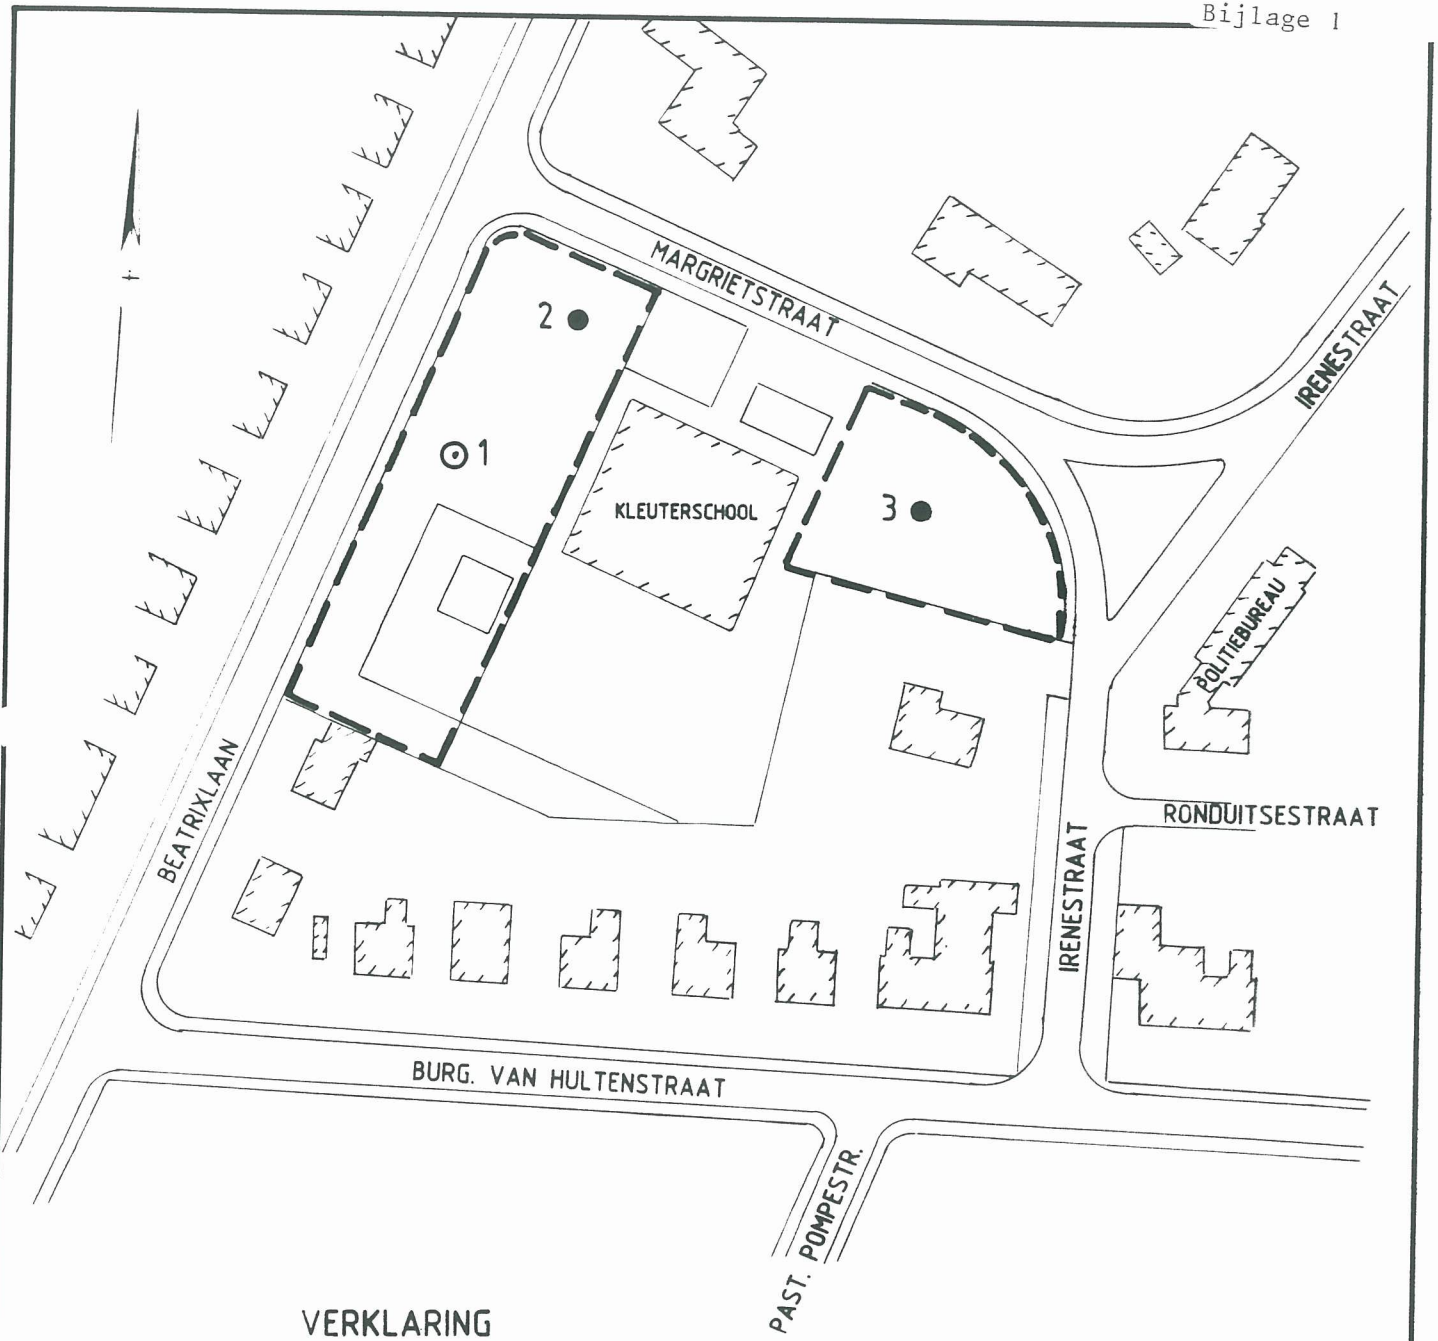 Bijlage 1
MARGRIETSTRAAT
IRENESTRAAT
2
1
KLEUTERSCHOOL
3
POLITIEBUREAU
BEATRIXLAAN
RONDUITSESTRAAT
IRENESTRAAT
BURG. VAN HULTENSTRAAT
PAST. POMPESTR.
VERKLARING